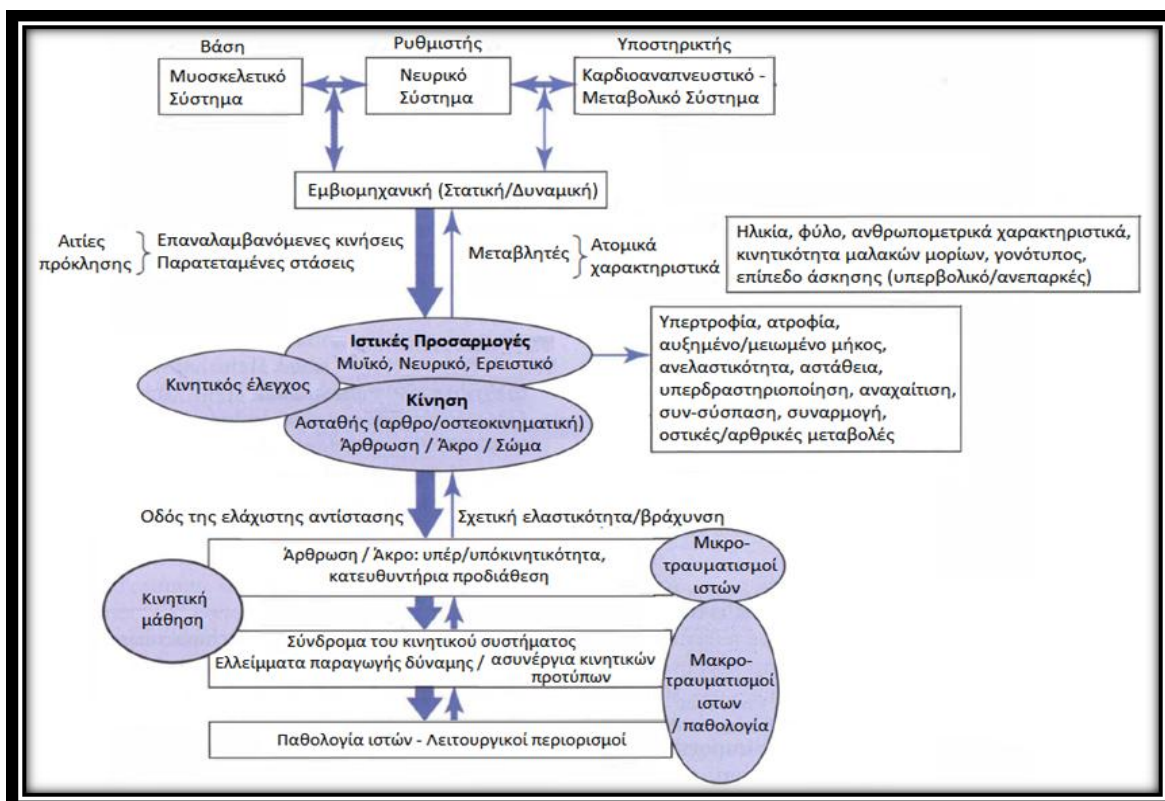 Βάση
Ρυθμιστής
Υποστηρικτής
Μυοσκελετικό
Σύστημα
Νευρικό
Σύστημα
Καρδιοαναπνευστικό -
Μεταβολικό Σύστημα
Εμβιομηχανική (Στατική/Δυναμική)
Αιτίες
πρόκλησης
Επαναλαμβανόμενες κινήσεις
Παρατεταμένες στάσεις
Μεταβλητές
Ατομικά
χαρακτηριστικά
Ηλικία, φύλο, ανθρωπομετρικά χαρακτηριστικά,
κινητικότητα μαλακών μορίων, γονότυπος,
επίπεδο άσκησης (υπερβολικό/ανεπαρκές)
Ιστικές Προσαρμογές
Μυϊκό, Νευρικό, Ερειστικό
Κινητικός έλεγχος
Κίνηση
Ασταθής (αρθρο/οστεοκινηματική)
Άρθρωση / Άκρο / Σώμα
Υπερτροφία, ατροφία,
αυξημένο/μειωμένο μήκος,
ανελαστικότητα, αστάθεια,
υπερδραστηριοποίηση, αναχαίτιση,
συν-σύσπαση, συναρμογή,
οστικές/αρθρικές μεταβολές
Οδός της ελάχιστης αντίστασης
Σχετική ελαστικότητα/βράχυνση
Άρθρωση / Άκρο: υπέρ/υπόκινητικότητα,
κατευθυντήρια προδιάθεση
Μικρο-
τραυματισμοί
ιστών
Κινητική
μάθηση
Σύνδρομα του κινητικού συστήματος
Ελλείμματα παραγωγής δύναμης / ασυνέργια κινητικών
προτύπων
Μακρο-
τραυματισμοί
ιστων
/ παθολογία
Παθολογία ιστών - Λειτουργικοί περιορισμοί